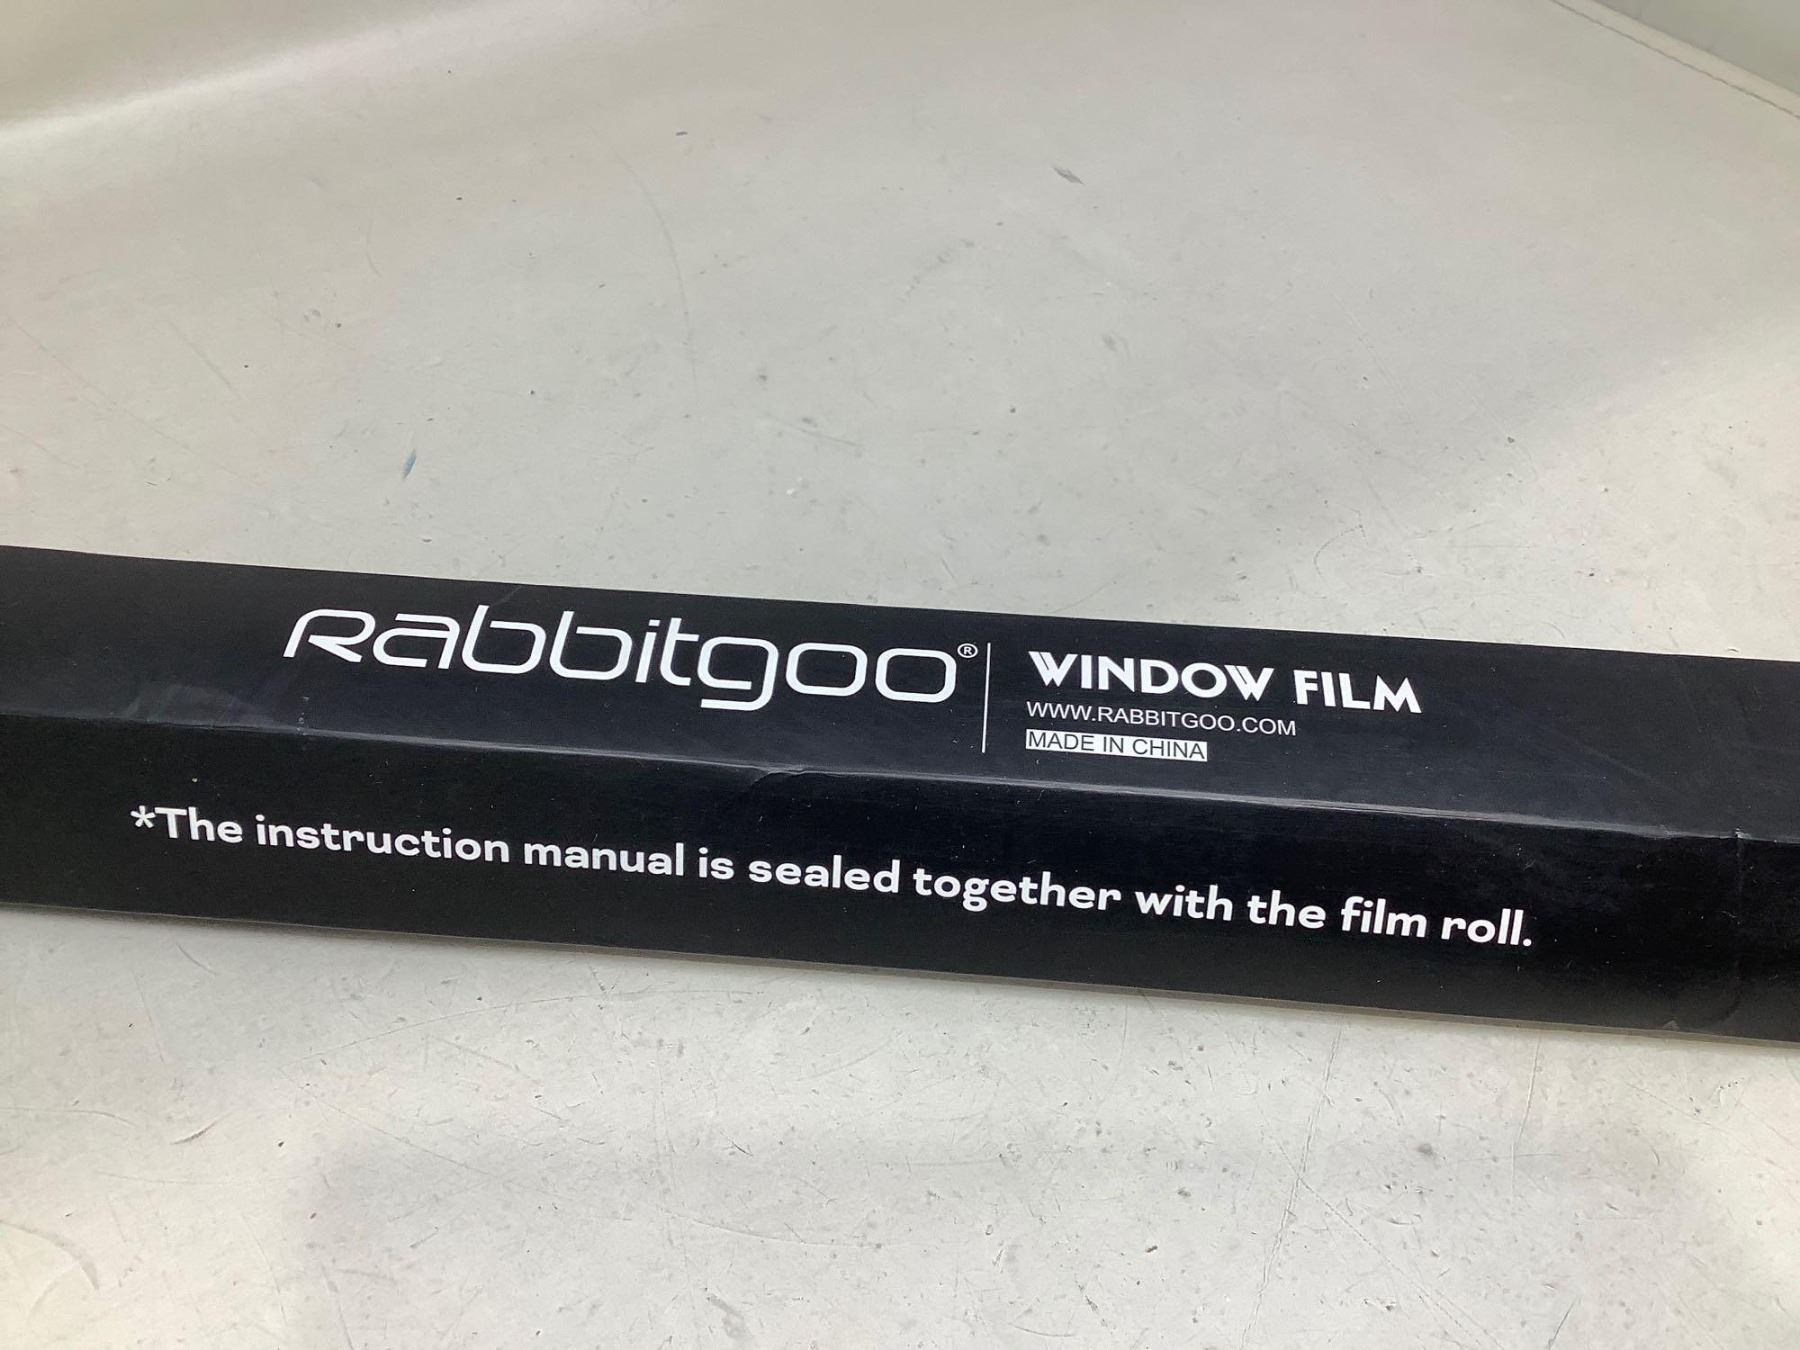 Rabbitgoo®
WINDOW FILM
WWW.RABBITGOO.COM
MADE IN CHINA
*The instruction manual is sealed together with the film roll.